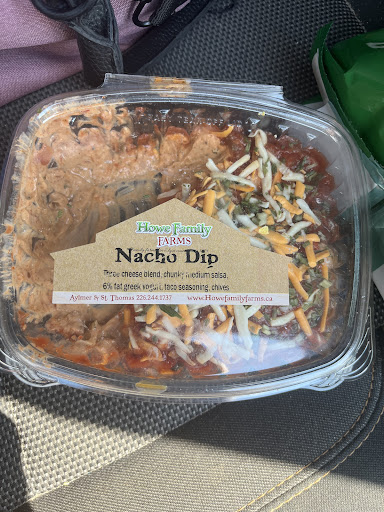 Howe Family
FARMS
Nacho Dip
Three cheese blend, chunky medium salsa,
6% fat greek yogurt, taco seasoning, chives
Aylmer & St. Thomas 226.244.1737 www.Howefamilyfarms.ca